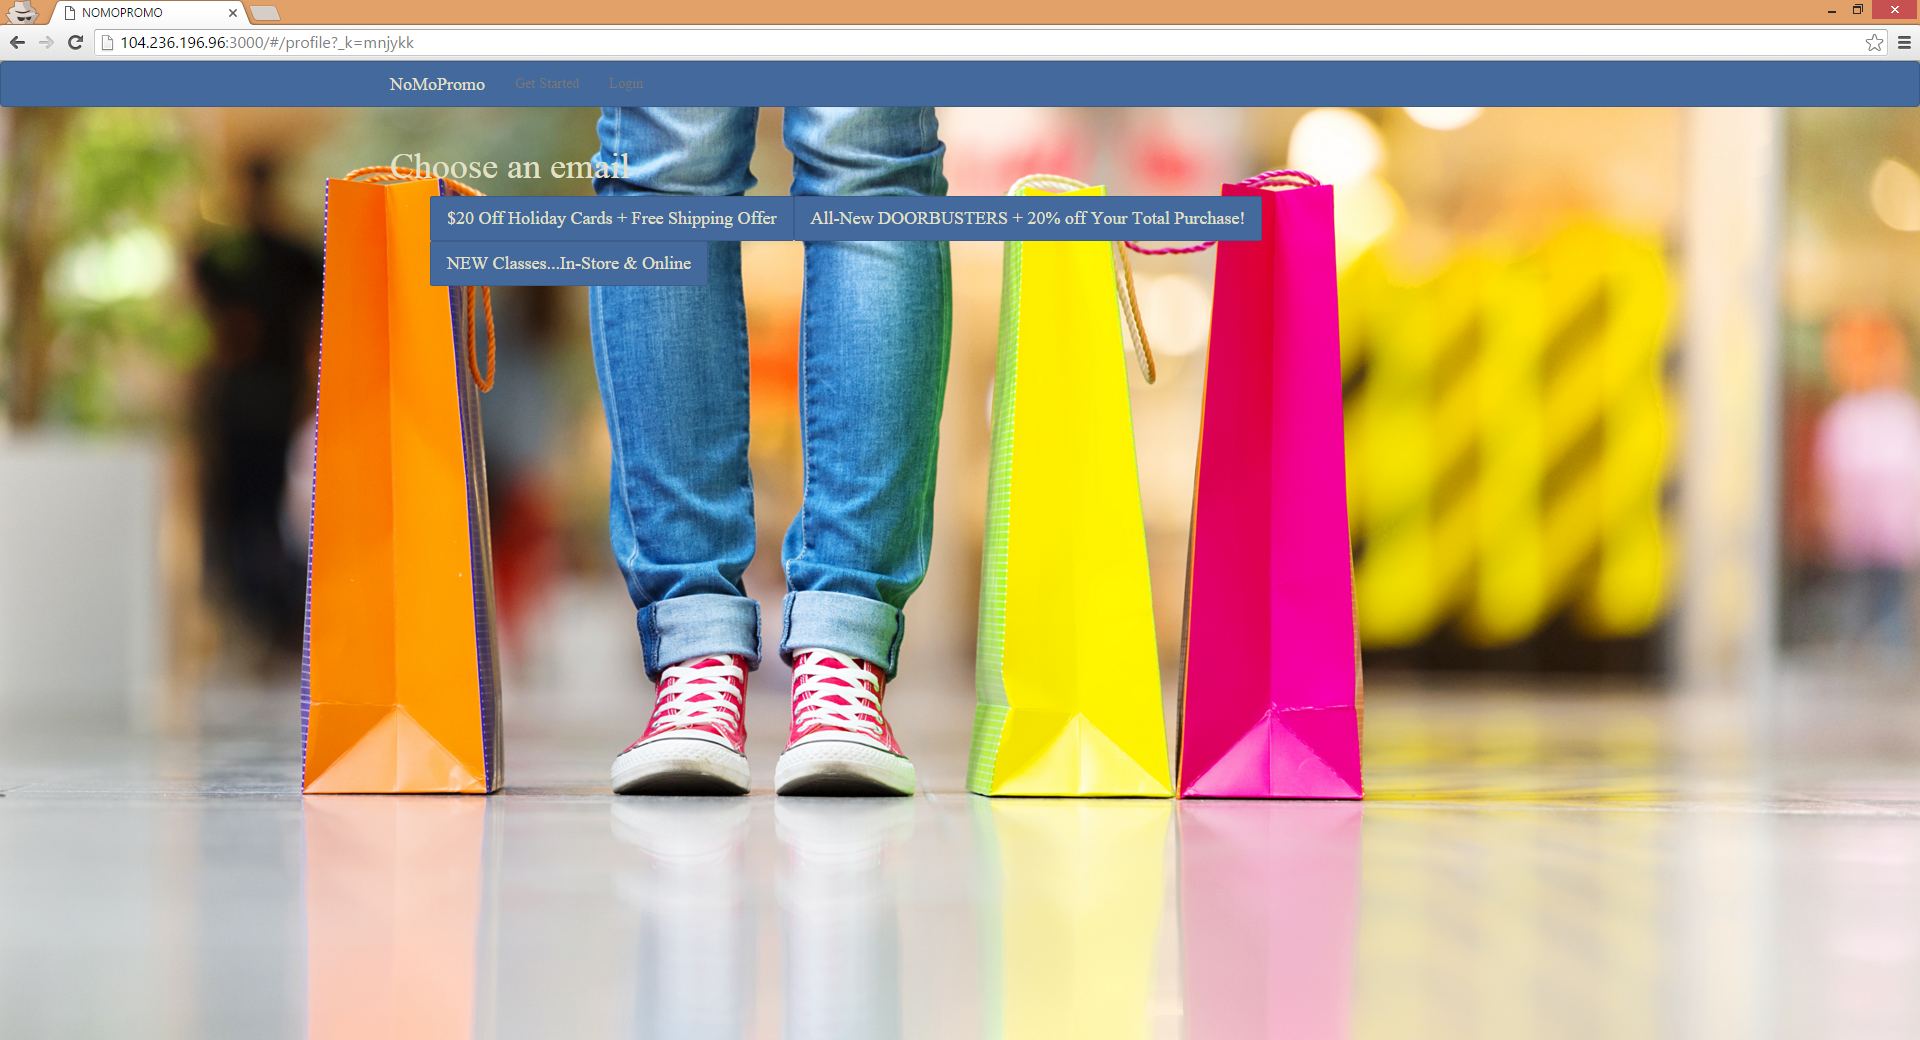 NOMOPROMO
104.236.196.96:3000/#/profile?_k=mnjykk
NoMoPromo Get Started Login
Choose an email
$20 Off Holiday Cards + Free Shipping Offer All-New DOORBUSTERS + 20% off Your Total Purchase!
NEW Classes...In-Store & Online